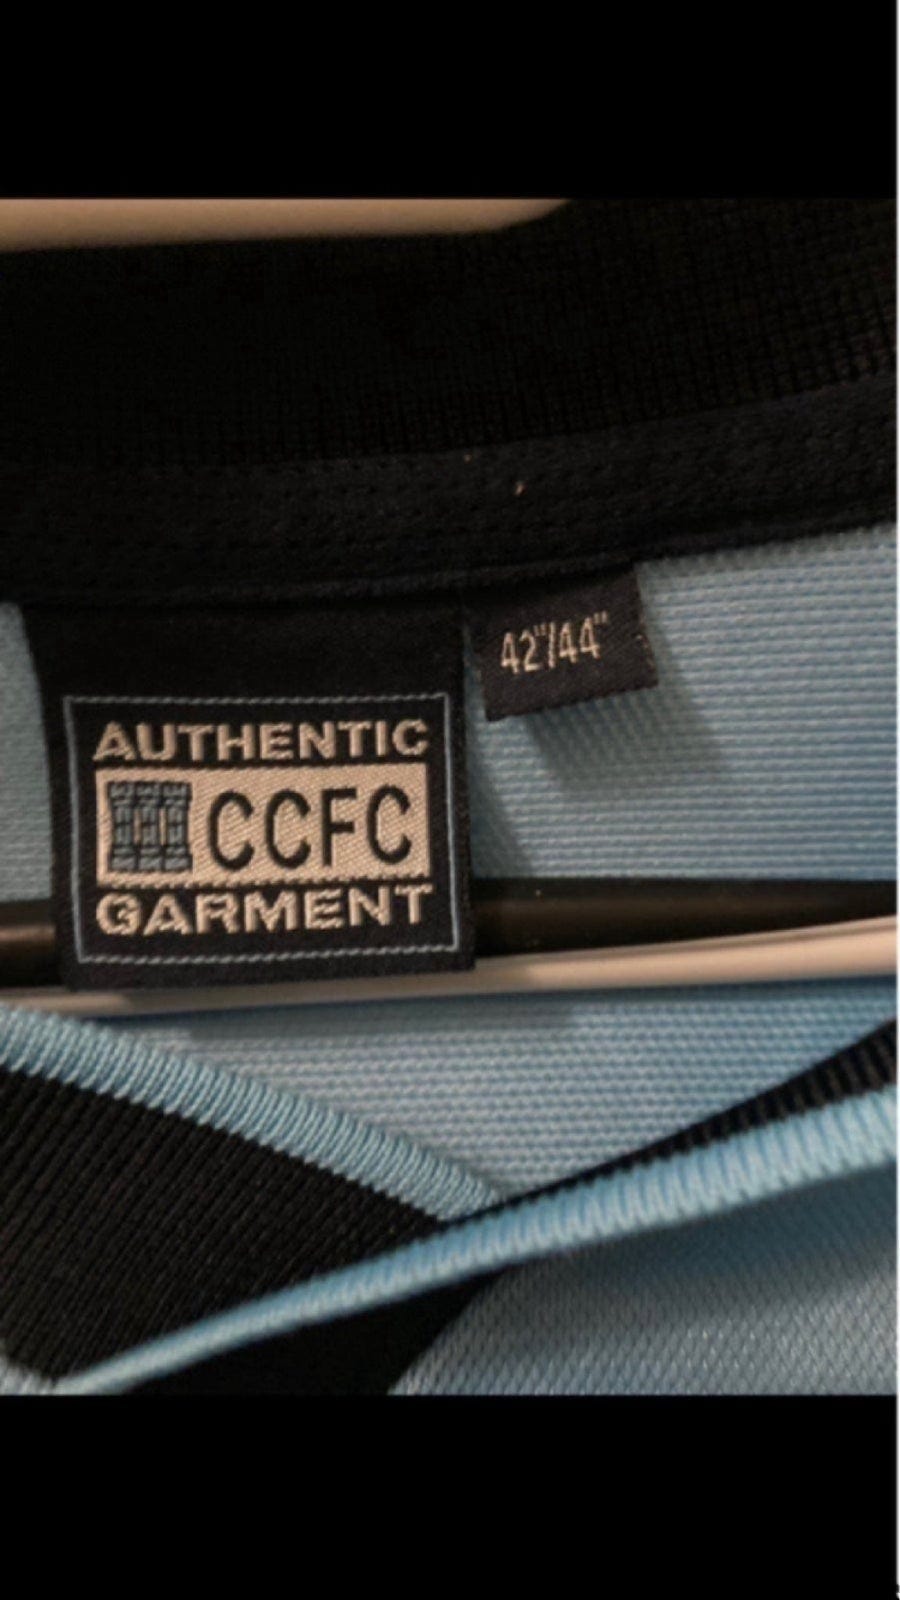 42"/44"
AUTHENTIC
CCFC
GARMENT